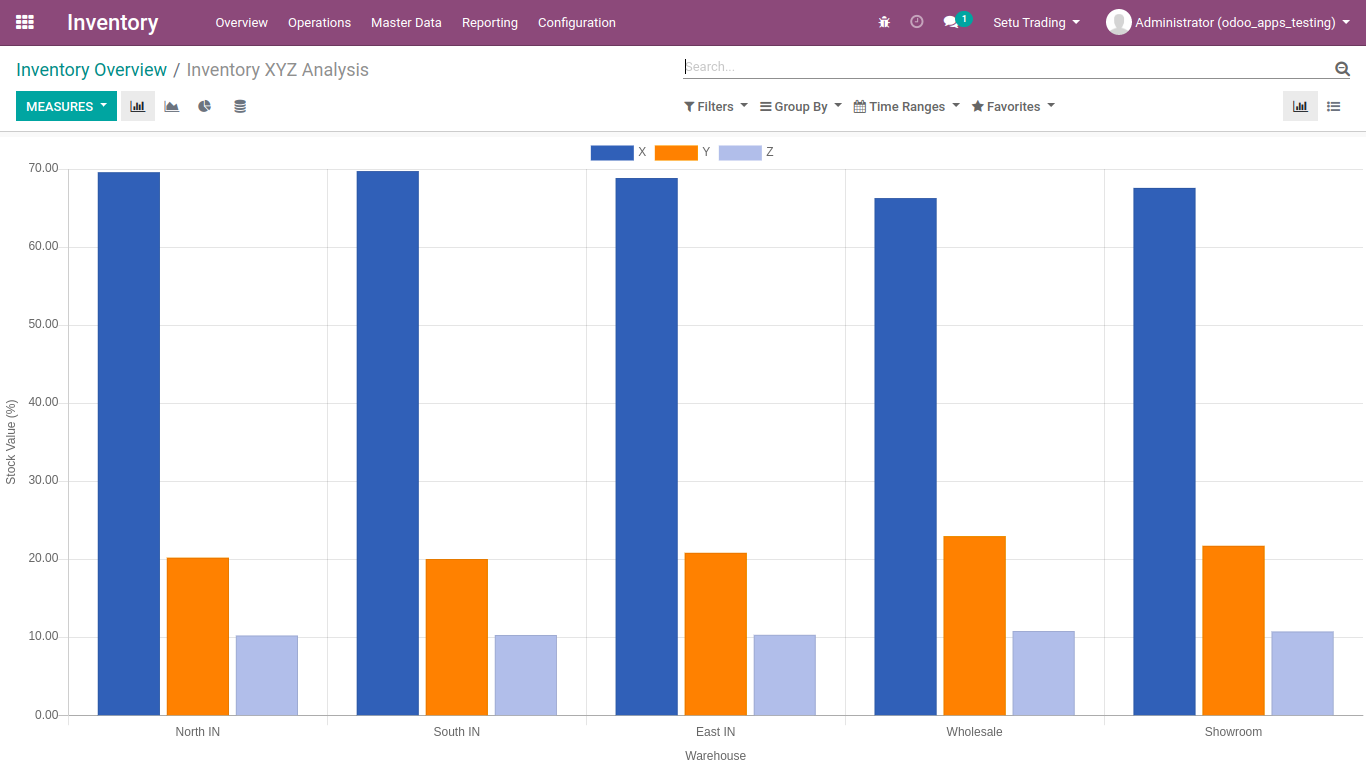 Inventory Overview Operations Master Data Reporting Configuration 1 Setu Trading Administrator (odoo_apps_testing)
Inventory Overview / Inventory XYZ Analysis Search...
MEASURES Filters Group By Time Ranges Favorites
X Y Z
70.00
60.00
50.00
40.00
30.00
20.00
10.00
0.00
Stock Value (%)
North IN South IN East IN Wholesale Showroom
Warehouse